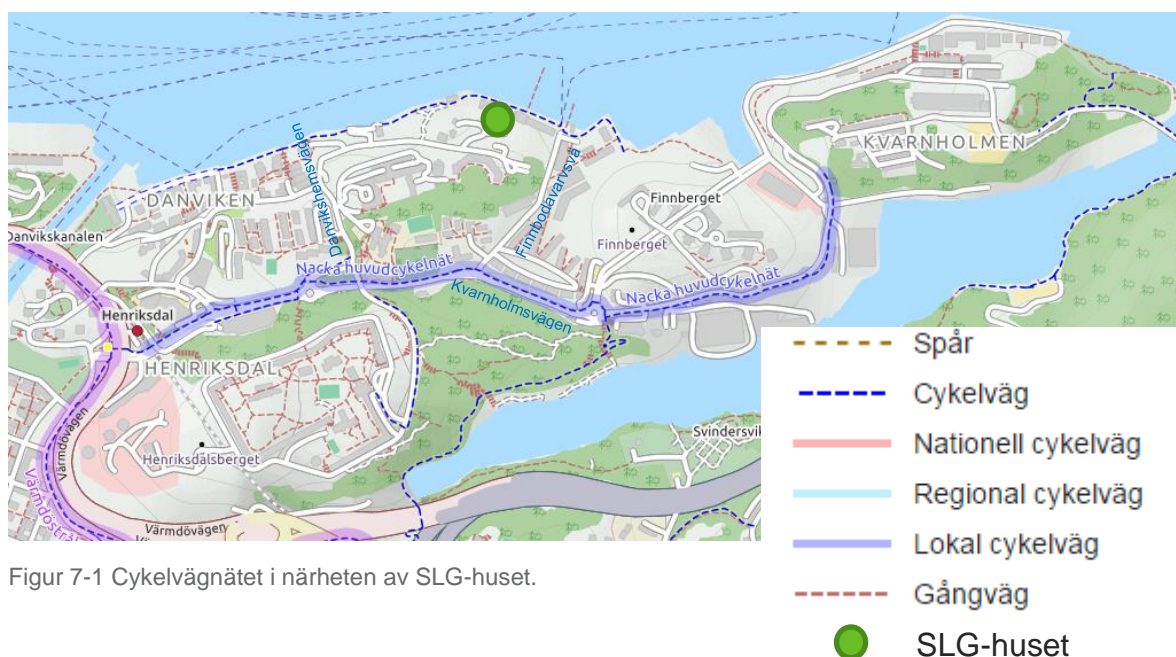 Danvikshemsvägen
Finnbodavarvsvä
KVARNHOLMEN
DANVIKEN
Finnberget
Danvikskanalen
Finnberget
Nacka huvudcykelnät
Nacka huvudcykelnät
Kvarnholmsvägen
Henriksdal
HENRIKSDAL
Värmdövägen
Henriksdalsberget
Svindersvik
Värmdövägen
Värmdöstråk
Spår
Cykelväg
Nationell cykelväg
Regional cykelväg
Lokal cykelväg
Gångväg
SLG-huset
Figur 7-1 Cykelvägnätet i närheten av SLG-huset.